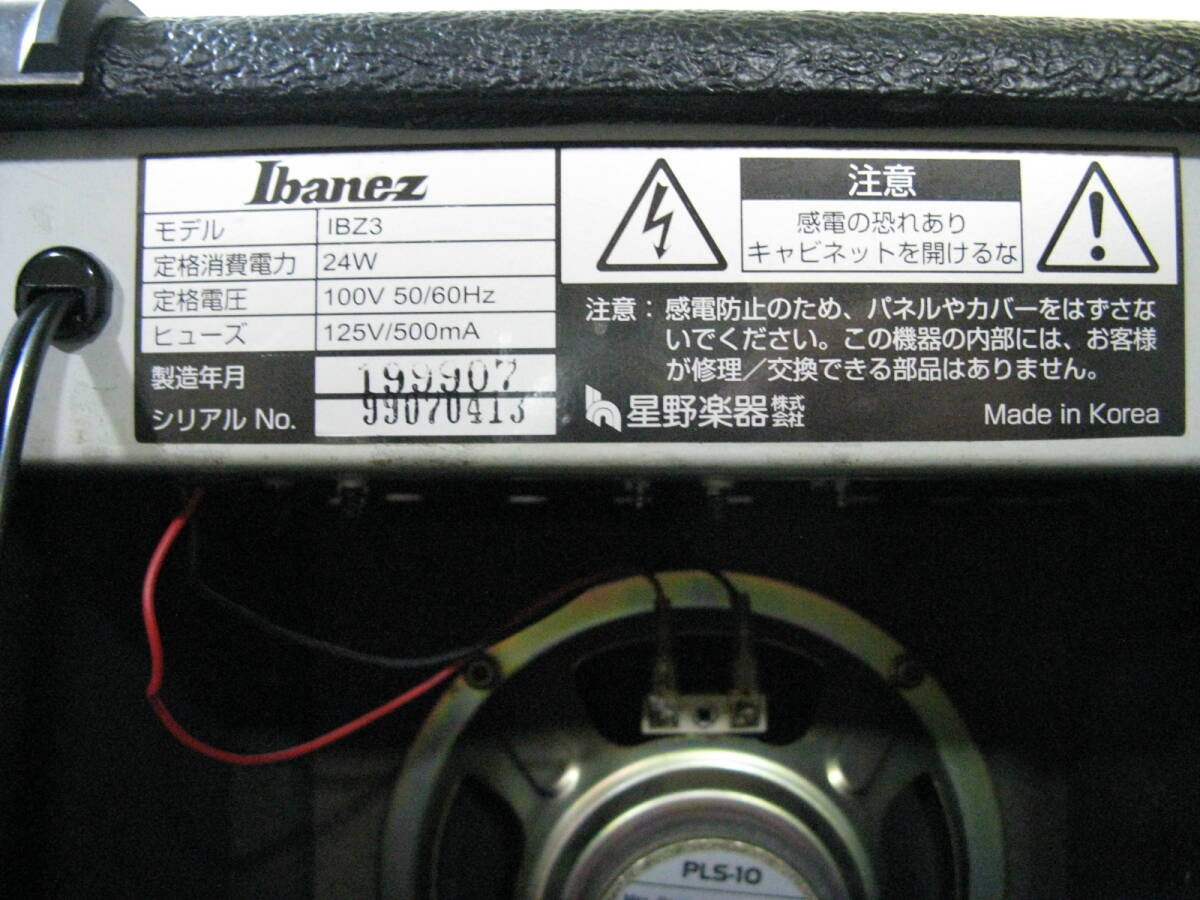 Ibanez
モデル IBZ3
定格消費電力 24W
定格電圧 100V 50/60Hz
ヒューズ 125V/500mA
製造年月 199907
シリアル No. 99070413
注意
感電の恐れあり
キャビネットを開けるな
注意：感電防止のため、パネルやカバーをはずさな
いでください。この機器の内部には、お客様
が修理／交換できる部品はありません。
星野楽器株式会社
Made in Korea
PLS-10